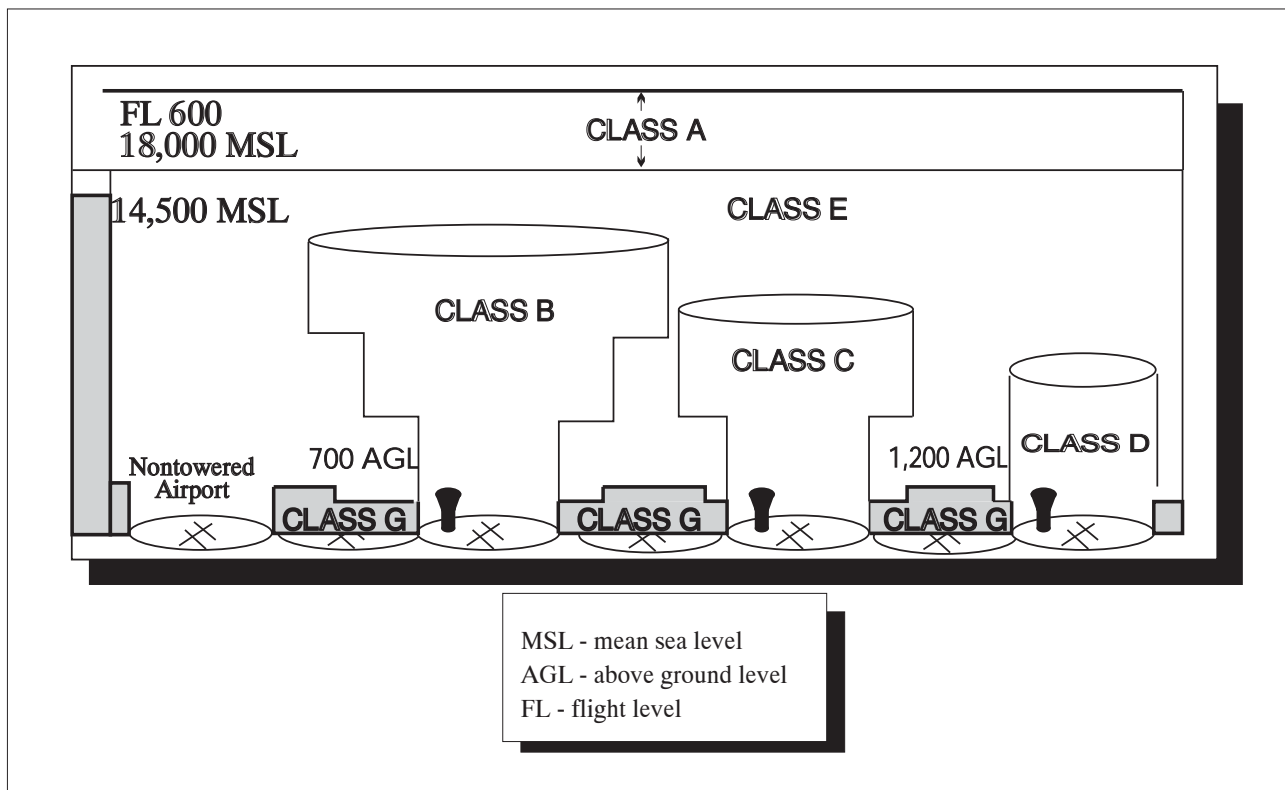 FL 600
18,000 MSL
CLASS A
14,500 MSL
CLASS E
CLASS B
CLASS C
CLASS D
Nontowered
Airport
700 AGL
1,200 AGL
CLASS G
CLASS G
CLASS G
MSL - mean sea level
AGL - above ground level
FL - flight level